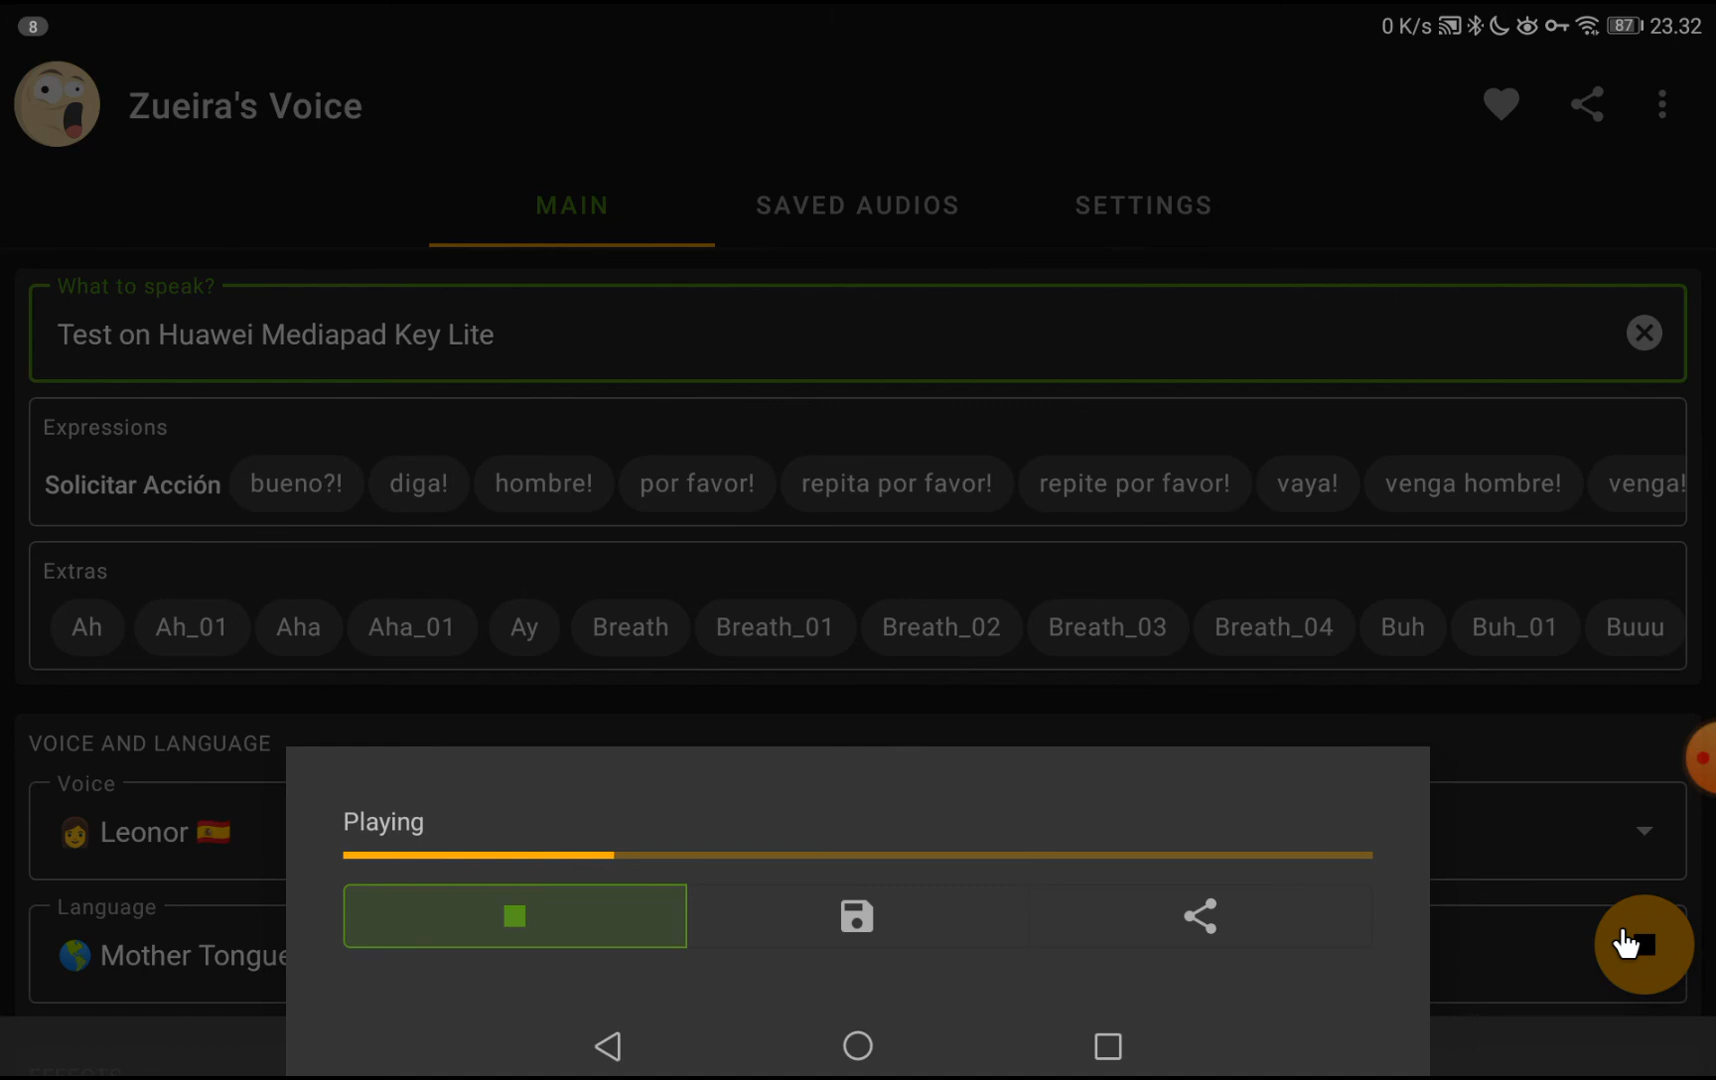 8
0 K/s 87 23.32
Zueira's Voice
MAIN SAVED AUDIOS SETTINGS
What to speak?
Test on Huawei Mediapad Key Lite
Expressions
Solicitar Acción bueno?! diga! hombre! por favor! repita por favor! repite por favor! vaya! venga hombre! venga!
Extras
Ah Ah_01 Aha Aha_01 Ay Breath Breath_01 Breath_02 Breath_03 Breath_04 Buh Buh_01 Buuu
VOICE AND LANGUAGE
Voice
Leonor
Language
Mother Tongue
Playing
EFFECTS